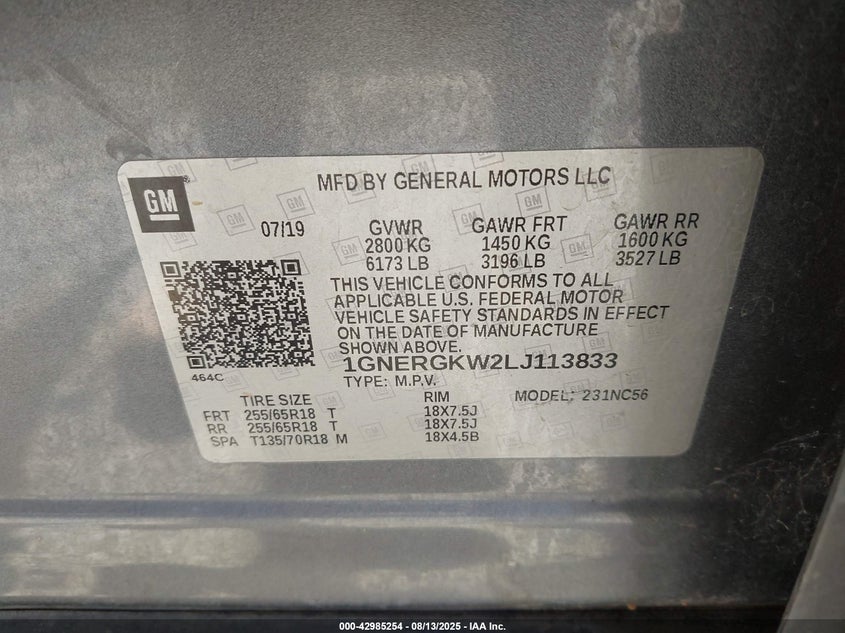 GM
MFD BY GENERAL MOTORS LLC
07/19 GVWR GAWR FRT GAWR RR
2800 KG 1450 KG 1600 KG
6173 LB 3196 LB 3527 LB
THIS VEHICLE CONFORMS TO ALL
APPLICABLE U.S. FEDERAL MOTOR
VEHICLE SAFETY STANDARDS IN EFFECT
ON THE DATE OF MANUFACTURE
SHOWN ABOVE.
464C
1GNERGKW2LJ113833
TYPE: M.P.V.
TIRE SIZE RIM MODEL: 231NC56
FRT 255/65R18 T 18X7.5J
RR 255/65R18 T 18X7.5J
SPA T135/70R18 M 18X4.5B
000-42985254 - 08/13/2025 - IAA Inc.